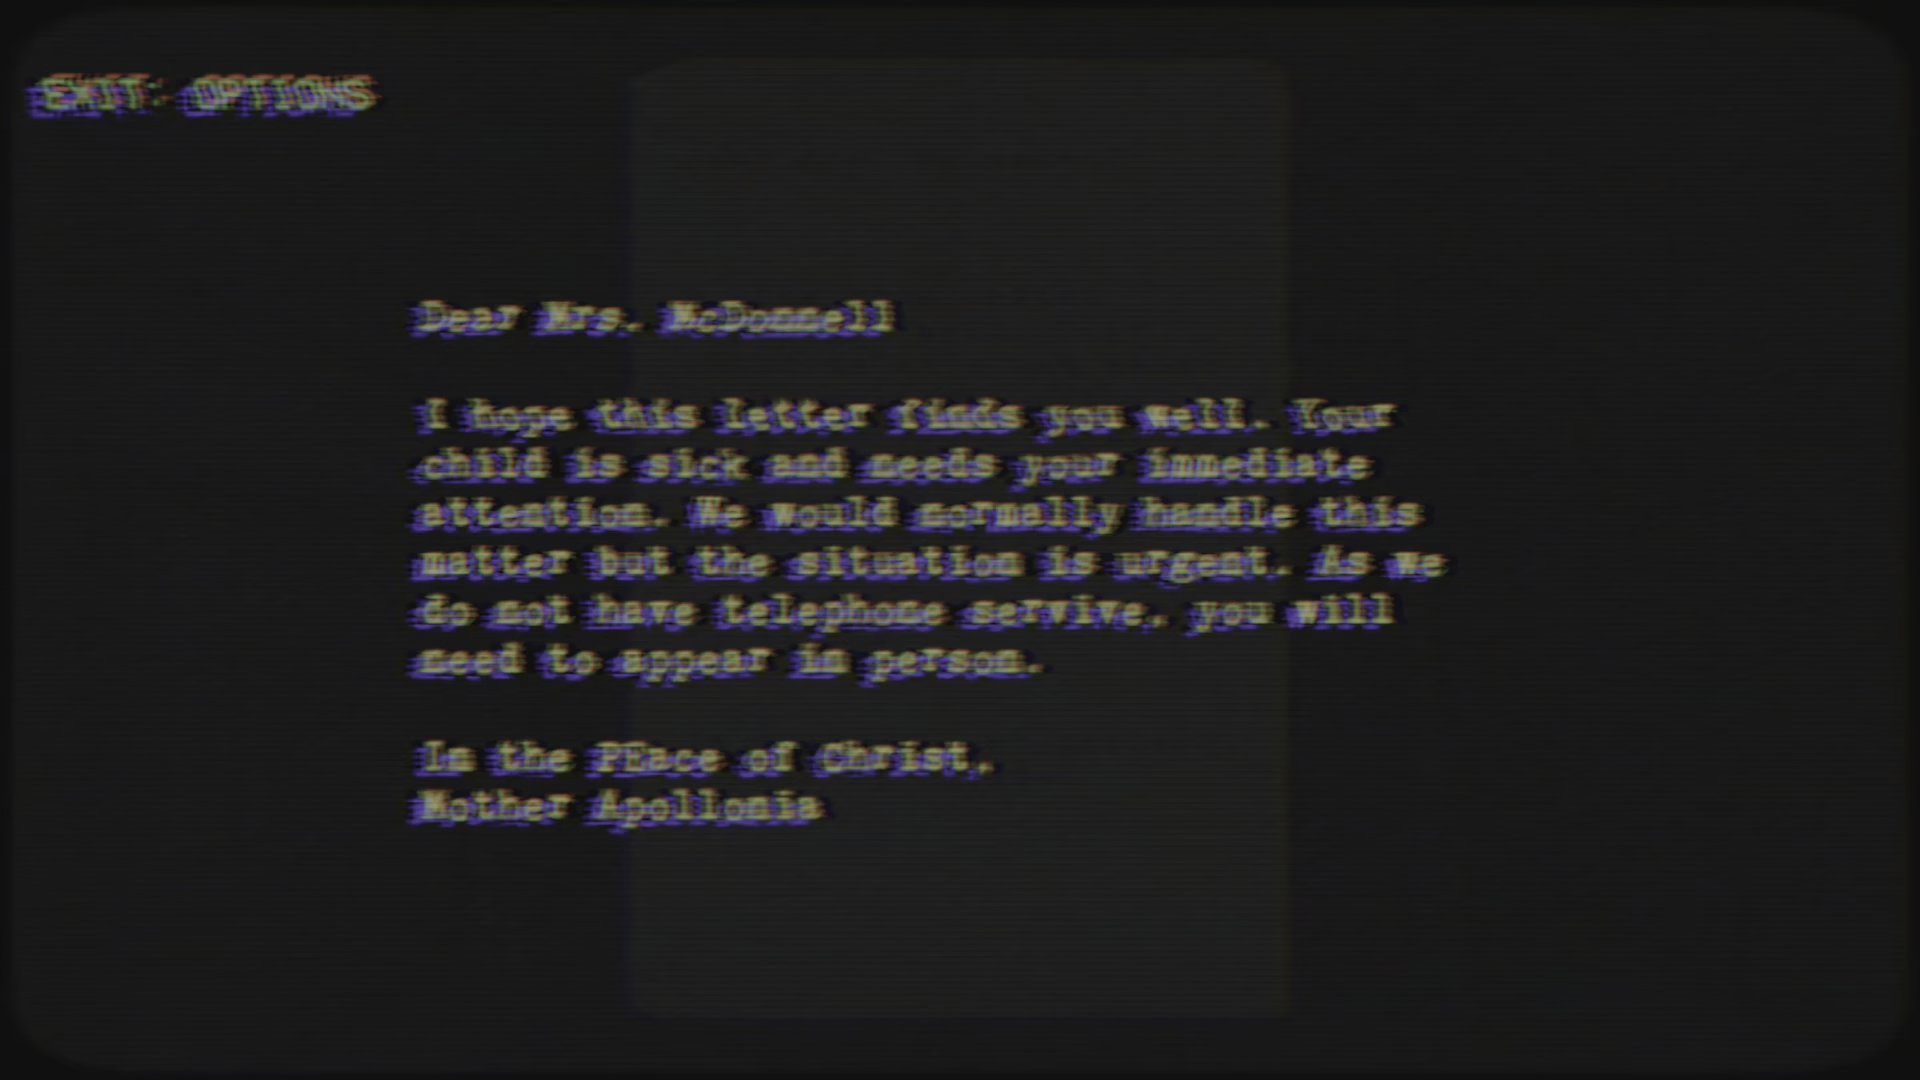 EXIT: OPTIONS
Dear Mrs. McDonnell
I hope this letter finds you well. Your
child is sick and needs your immediate
attention. We would normally handle this
matter but the situation is urgent. As we
do not have telephone servive, you will
need to appear in person.
In the PEace of Christ,
Mother Apollonia